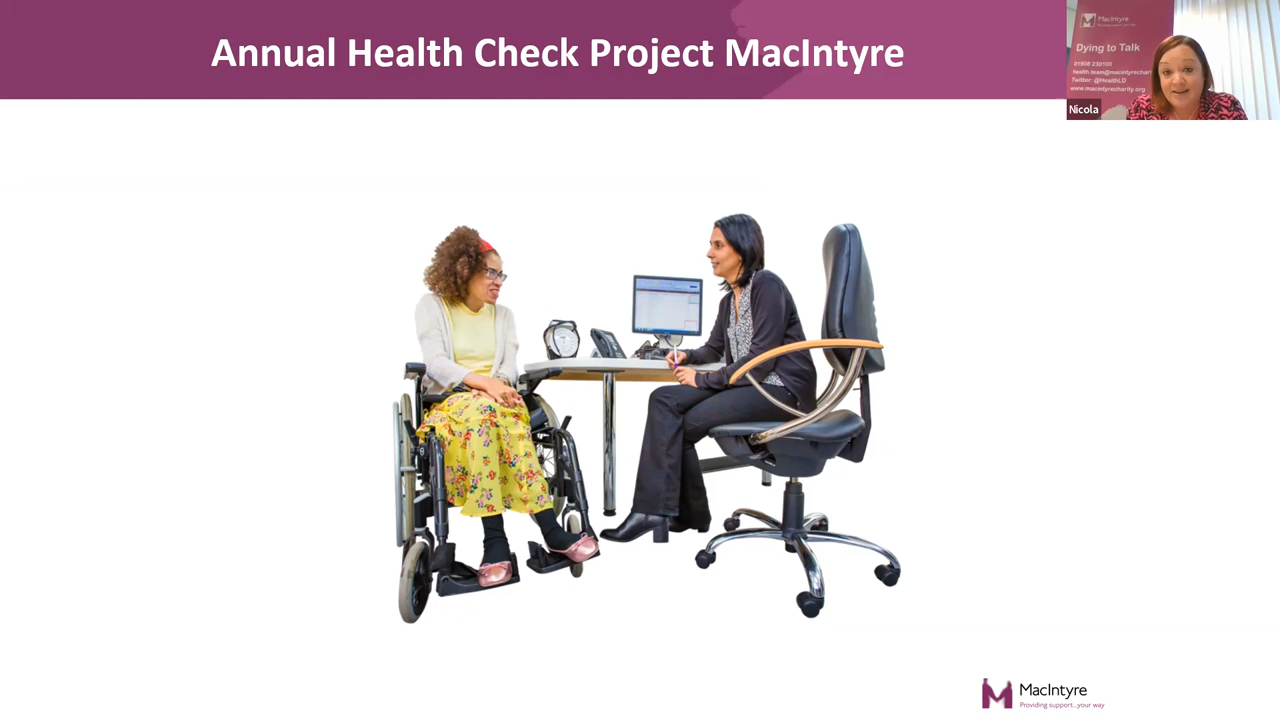 Annual Health Check Project MacIntyre
MacIntyre
Dying to Talk
01908 230100
health.team@macintyrechari
Twitter: @HealthLD
www.macintyrecharity.org
Nicola
MacIntyre
Providing support...your way